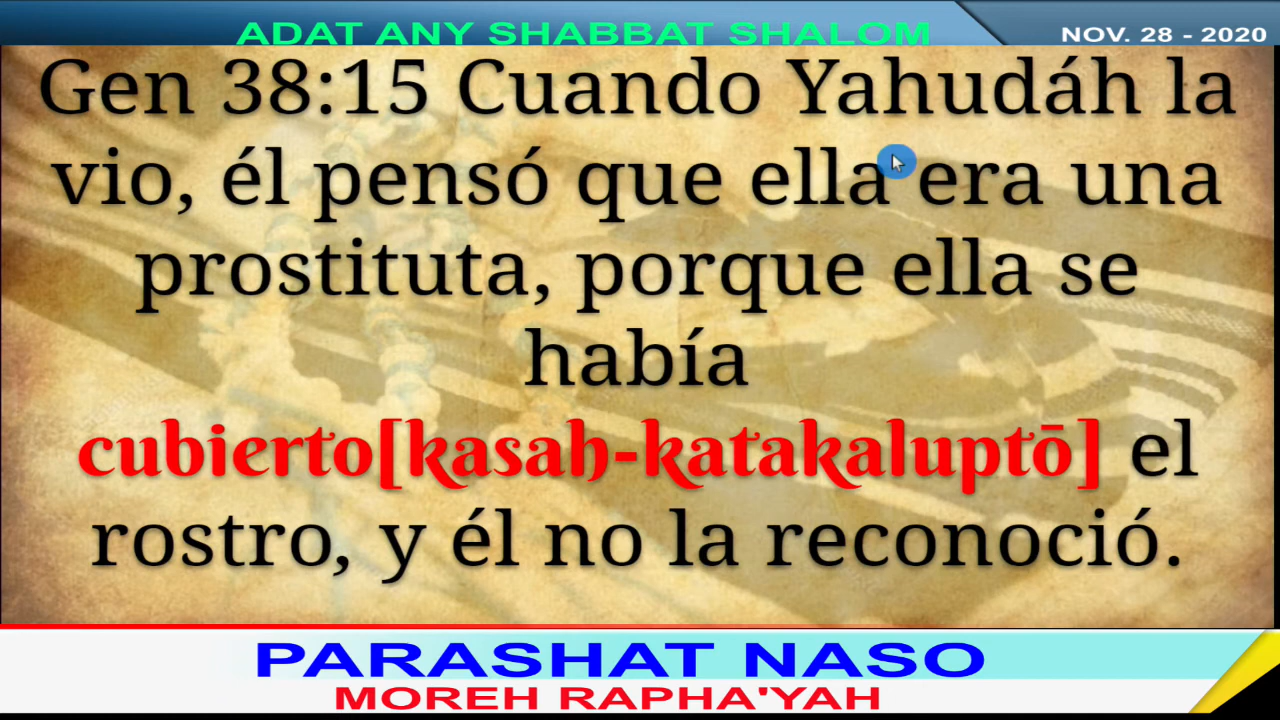 ADAT ANY SHABBAT SHALOM
NOV. 28 - 2020
Gen 38:15 Cuando Yahudáh la
vio, él pensó que ella era una
prostituta, porque ella se
había
cubierto[kasah-katakaluptō] el
rostro, y él no la reconoció.
PARASHAT NASO
MOREH RAPHA'YAH